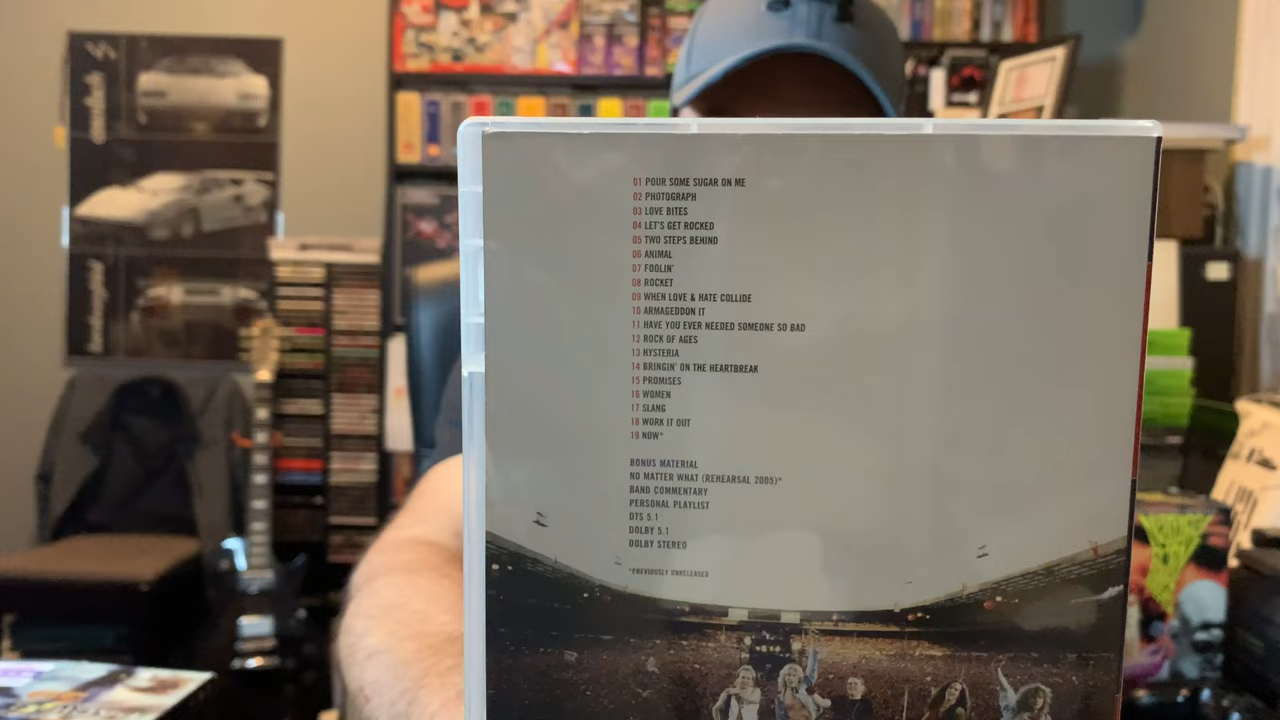 01 POUR SOME SUGAR ON ME
02 PHOTOGRAPH
03 LOVE BITES
04 LET'S GET ROCKED
05 TWO STEPS BEHIND
06 ANIMAL
07 FOOLIN'
08 ROCKET
09 WHEN LOVE & HATE COLLIDE
10 ARMAGEDDON IT
11 HAVE YOU EVER NEEDED SOMEONE SO BAD
12 ROCK OF AGES
13 HYSTERIA
14 BRINGIN' ON THE HEARTBREAK
15 PROMISES
16 WOMEN
17 SLANG
18 WORK IT OUT
19 NOW*
BONUS MATERIAL
NO MATTER WHAT (REHEARSAL 2005)*
BAND COMMENTARY
PERSONAL PLAYLIST
DTS 5.1
DOLBY 5.1
DOLBY STEREO
*PREVIOUSLY UNRELEASED